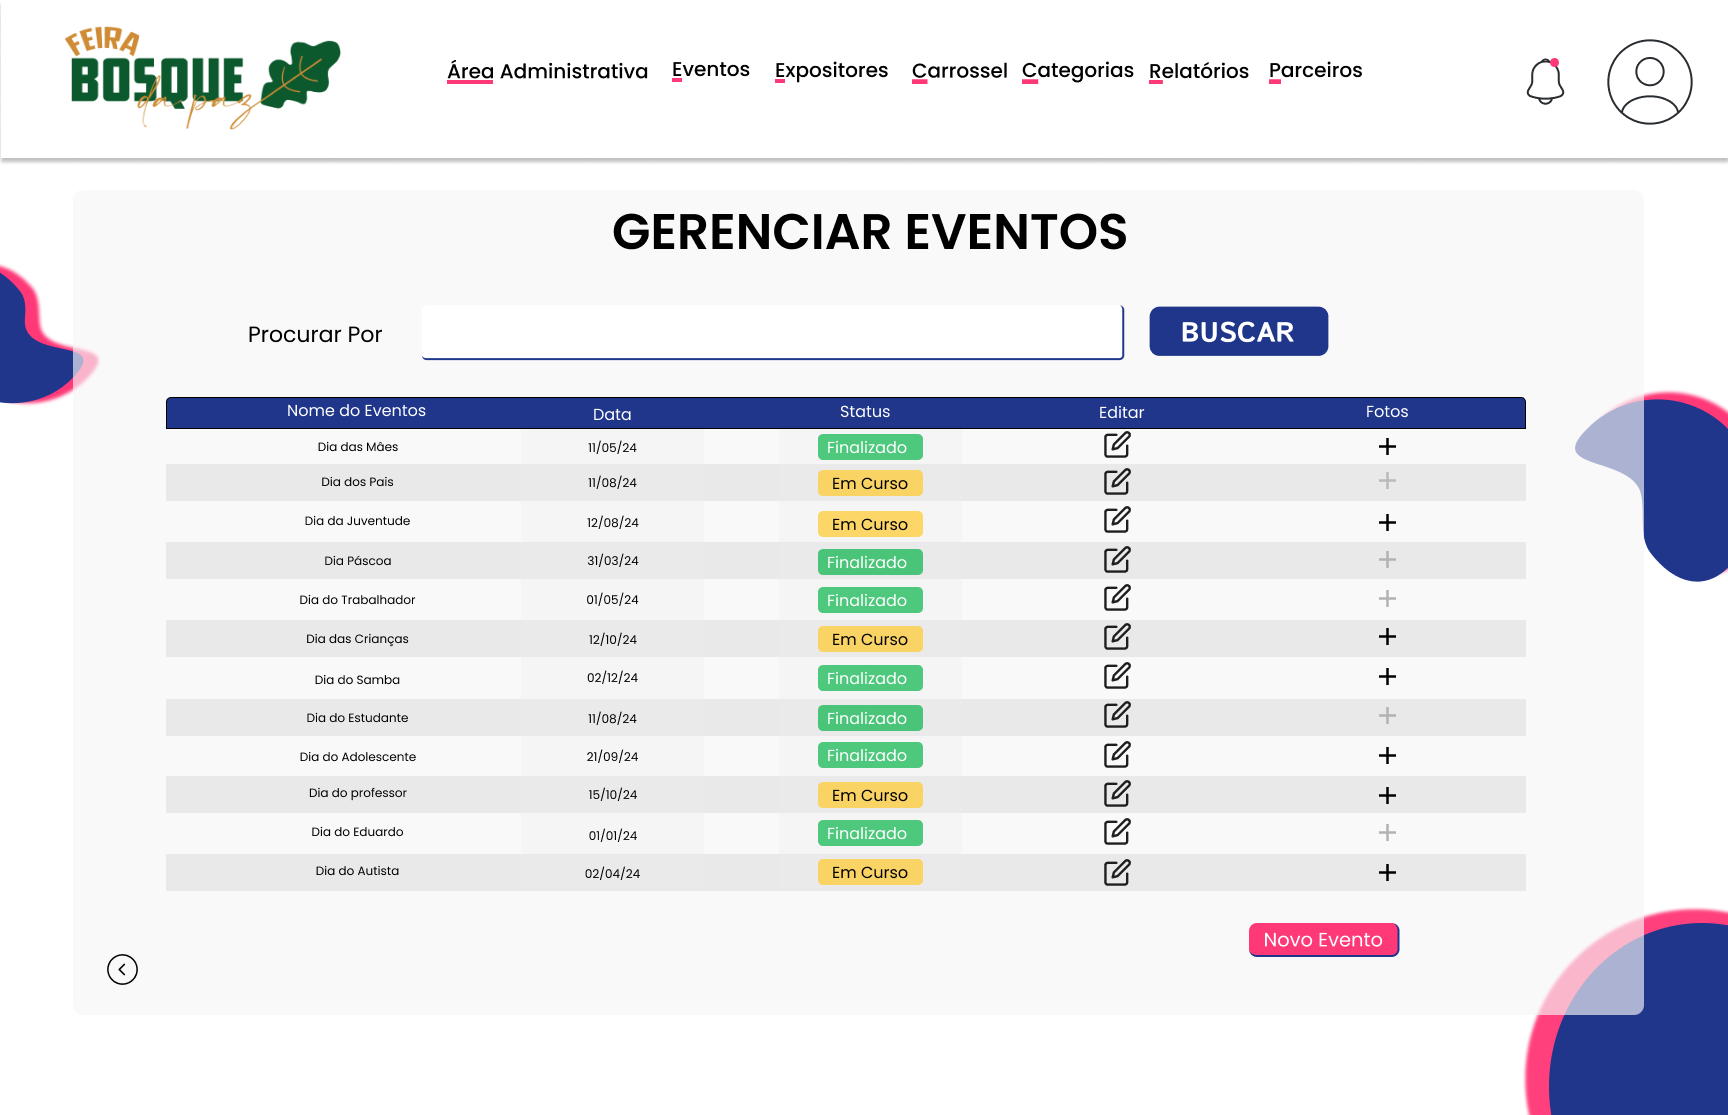 FEIRA
BOSQUE
da paz
Área Administrativa Eventos Expositores Carrossel Categorias Relatórios Parceiros
GERENCIAR EVENTOS
Procurar Por BUSCAR
Nome do Eventos Data Status Editar Fotos
Dia das Mâes 11/05/24 Finalizado
Dia dos Pais 11/08/24 Em Curso
Dia da Juventude 12/08/24 Em Curso
Dia Páscoa 31/03/24 Finalizado
Dia do Trabalhador 01/05/24 Finalizado
Dia das Crianças 12/10/24 Em Curso
Dia do Samba 02/12/24 Finalizado
Dia do Estudante 11/08/24 Finalizado
Dia do Adolescente 21/09/24 Finalizado
Dia do professor 15/10/24 Em Curso
Dia do Eduardo 01/01/24 Finalizado
Dia do Autista 02/04/24 Em Curso
Novo Evento